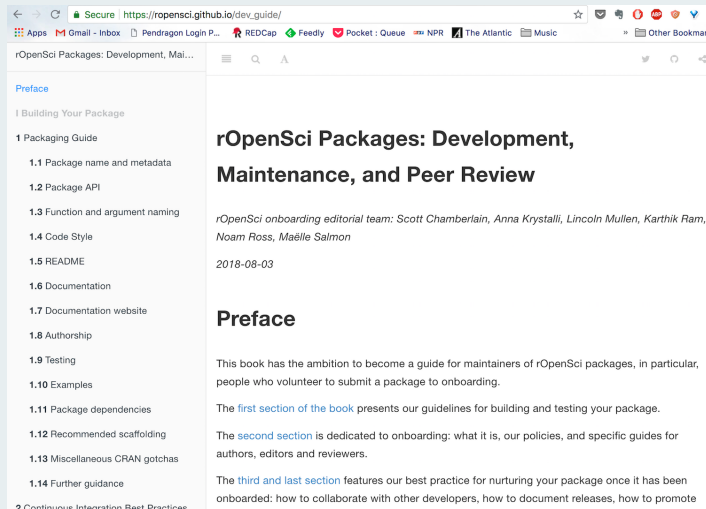 Secure https://ropensci.github.io/dev_guide/
Apps Gmail - Inbox Pendragon Login P... REDCap Feedly Pocket : Queue NPR The Atlantic Music » Other Bookmar
rOpenSci Packages: Development, Mai...
A
Preface
I Building Your Package
1 Packaging Guide
1.1 Package name and metadata
1.2 Package API
1.3 Function and argument naming
1.4 Code Style
1.5 README
1.6 Documentation
1.7 Documentation website
1.8 Authorship
1.9 Testing
1.10 Examples
1.11 Package dependencies
1.12 Recommended scaffolding
1.13 Miscellaneous CRAN gotchas
1.14 Further guidance
2 Continuous Integration Best Practices
rOpenSci Packages: Development,
Maintenance, and Peer Review
rOpenSci onboarding editorial team: Scott Chamberlain, Anna Krystalli, Lincoln Mullen, Karthik Ram,
Noam Ross, Maëlle Salmon
2018-08-03
Preface
This book has the ambition to become a guide for maintainers of rOpenSci packages, in particular,
people who volunteer to submit a package to onboarding.
The first section of the book presents our guidelines for building and testing your package.
The second section is dedicated to onboarding: what it is, our policies, and specific guides for
authors, editors and reviewers.
The third and last section features our best practice for nurturing your package once it has been
onboarded: how to collaborate with other developers, how to document releases, how to promote